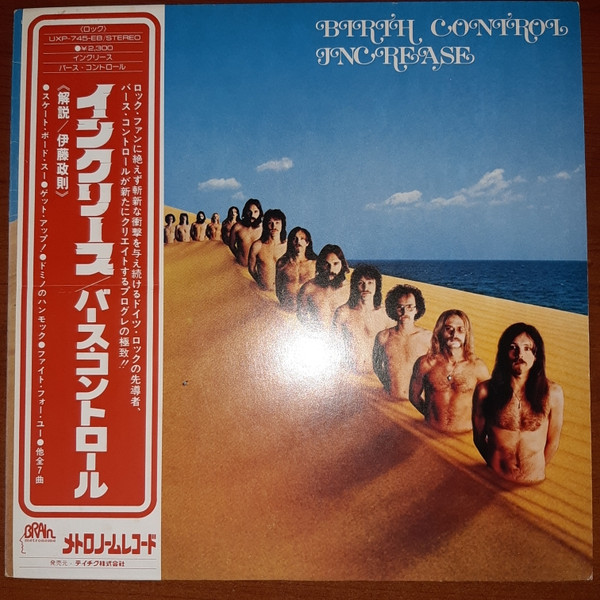 BIRTH CONTROL
INCREASE
〈ロック〉
UXP-745-EB/STEREO
●¥2,300
インクリース
バース・コントロール
ロック・ファンに絶えず斬新な衝撃を与え続けるドイツ・ロックの先導者、
バース・コントロールが新たにクリエイトするプログレの極致!!
インクリース/バース・コントロール
《解説/伊藤政則》
●スケート・ボード・スー●ゲット・アップ!●ドミノのハンモック●ファイト・フォー・ユー●他全7曲
BRAIN
metronome
メトロノームレコード
発売元・テイチク株式会社